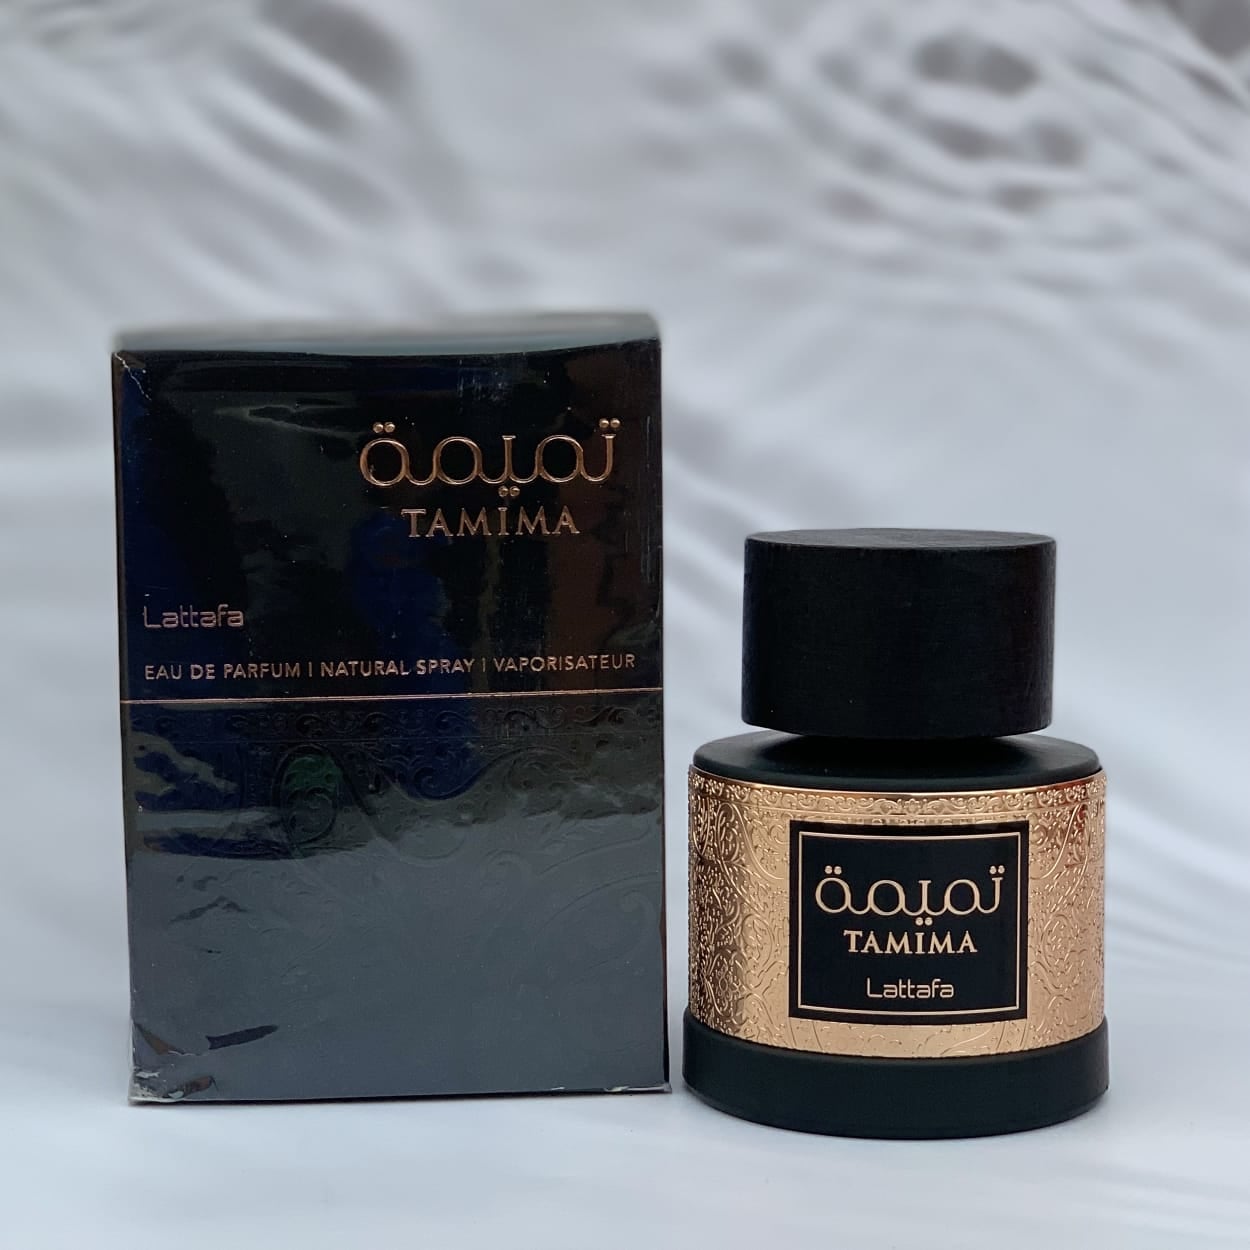 تميمة
TAMIMA
Lattafa
EAU DE PARFUM | NATURAL SPRAY | VAPORISATEUR
تميمة
TAMIMA
Lattafa